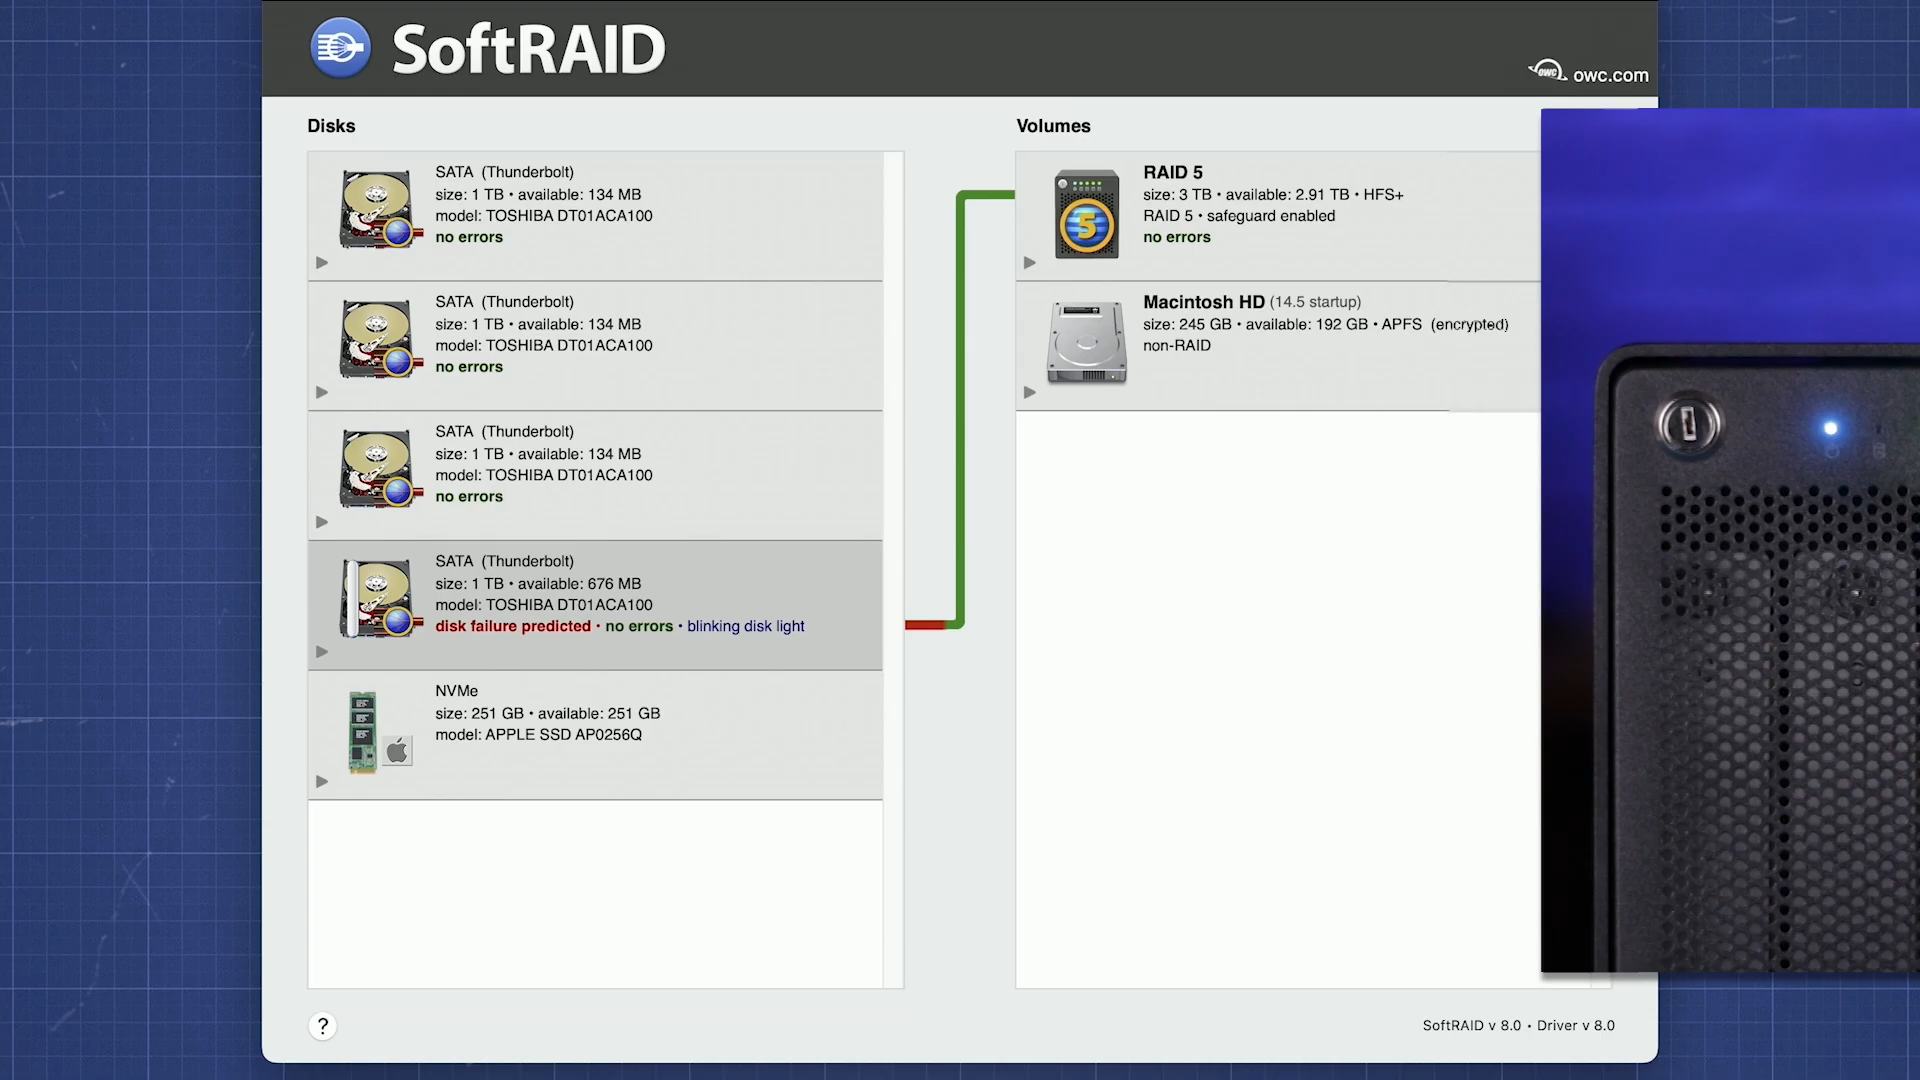 SoftRAID
OWC owc.com
Disks
SATA (Thunderbolt)
size: 1 TB • available: 134 MB
model: TOSHIBA DT01ACA100
no errors
SATA (Thunderbolt)
size: 1 TB • available: 134 MB
model: TOSHIBA DT01ACA100
no errors
SATA (Thunderbolt)
size: 1 TB • available: 134 MB
model: TOSHIBA DT01ACA100
no errors
SATA (Thunderbolt)
size: 1 TB • available: 676 MB
model: TOSHIBA DT01ACA100
disk failure predicted • no errors • blinking disk light
NVMe
size: 251 GB • available: 251 GB
model: APPLE SSD AP0256Q
Volumes
5
RAID 5
size: 3 TB • available: 2.91 TB • HFS+
RAID 5 • safeguard enabled
no errors
Macintosh HD (14.5 startup)
size: 245 GB • available: 192 GB • APFS (encrypted)
non-RAID
?
SoftRAID v 8.0 • Driver v 8.0